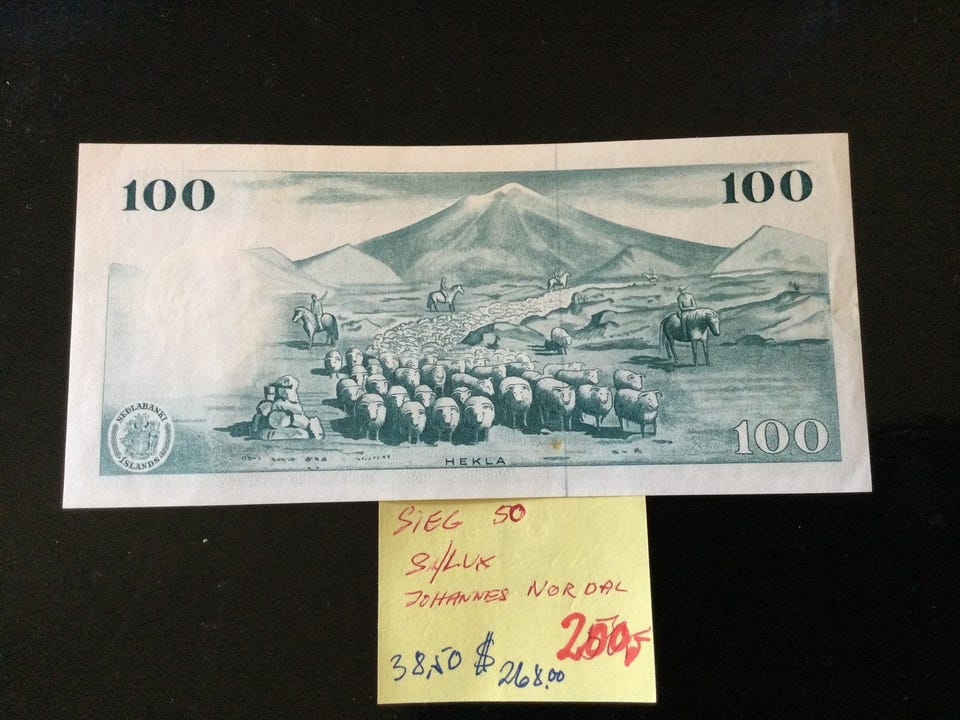 100
100
SEÐLABANKI
ÍSLANDS
100
HEKLA
SIEG 50
S/LUX
JOHANNES NORDAL
200,-
38,50 $
268.00